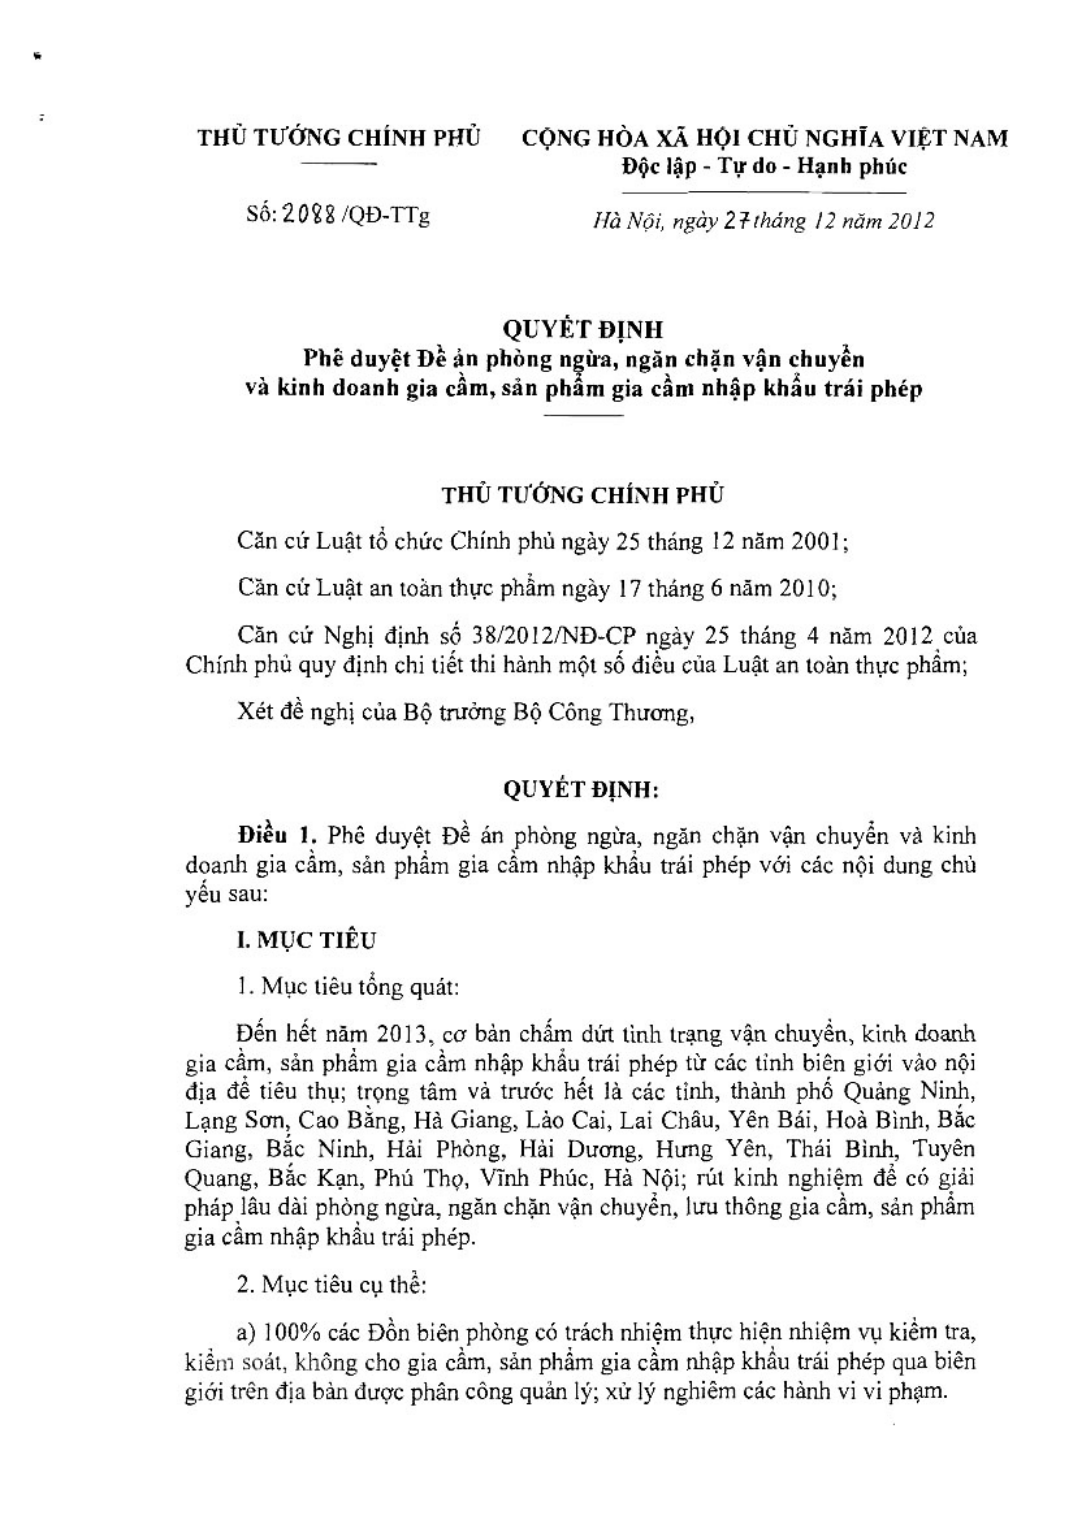 THỦ TƯỚNG CHÍNH PHỦ
CỘNG HÒA XÃ HỘI CHỦ NGHĨA VIỆT NAM
Độc lập - Tự do - Hạnh phúc
Số: 2088 /QĐ-TTg
Hà Nội, ngày 27 tháng 12 năm 2012
QUYẾT ĐỊNH
Phê duyệt Đề án phòng ngừa, ngăn chặn vận chuyển
và kinh doanh gia cầm, sản phẩm gia cầm nhập khẩu trái phép
THỦ TƯỚNG CHÍNH PHỦ
Căn cứ Luật tổ chức Chính phủ ngày 25 tháng 12 năm 2001;
Căn cứ Luật an toàn thực phẩm ngày 17 tháng 6 năm 2010;
Căn cứ Nghị định số 38/2012/NĐ-CP ngày 25 tháng 4 năm 2012 của
Chính phủ quy định chi tiết thi hành một số điều của Luật an toàn thực phẩm;
Xét đề nghị của Bộ trưởng Bộ Công Thương,
QUYẾT ĐỊNH:
Điều 1. Phê duyệt Đề án phòng ngừa, ngăn chặn vận chuyển và kinh
doanh gia cầm, sản phẩm gia cầm nhập khẩu trái phép với các nội dung chủ
yếu sau:
I. MỤC TIÊU
1. Mục tiêu tổng quát:
Đến hết năm 2013, cơ bản chấm dứt tình trạng vận chuyển, kinh doanh
gia cầm, sản phẩm gia cầm nhập khẩu trái phép từ các tỉnh biên giới vào nội
địa để tiêu thụ; trọng tâm và trước hết là các tỉnh, thành phố Quảng Ninh,
Lạng Sơn, Cao Bằng, Hà Giang, Lào Cai, Lai Châu, Yên Bái, Hoà Bình, Bắc
Giang, Bắc Ninh, Hải Phòng, Hải Dương, Hưng Yên, Thái Bình, Tuyên
Quang, Bắc Kạn, Phú Thọ, Vĩnh Phúc, Hà Nội; rút kinh nghiệm để có giải
pháp lâu dài phòng ngừa, ngăn chặn vận chuyển, lưu thông gia cầm, sản phẩm
gia cầm nhập khẩu trái phép.
2. Mục tiêu cụ thể:
a) 100% các Đồn biên phòng có trách nhiệm thực hiện nhiệm vụ kiểm tra,
kiểm soát, không cho gia cầm, sản phẩm gia cầm nhập khẩu trái phép qua biên
giới trên địa bàn được phân công quản lý; xử lý nghiêm các hành vi vi phạm.